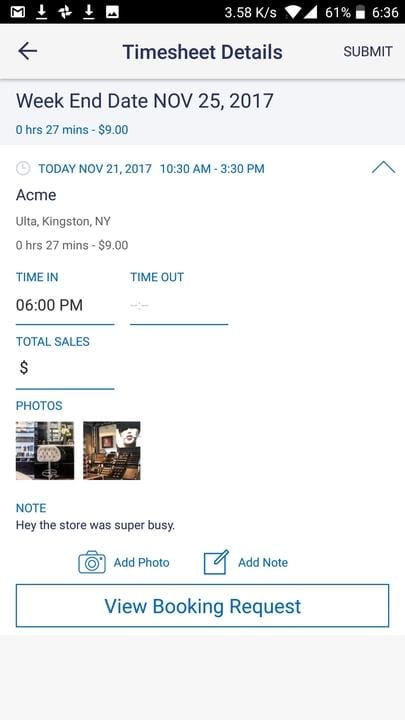 3.58 K/s 61% 6:36
Timesheet Details SUBMIT
Week End Date NOV 25, 2017
0 hrs 27 mins - $9.00
TODAY NOV 21, 2017 10:30 AM - 3:30 PM
Acme
Ulta, Kingston, NY
0 hrs 27 mins - $9.00
TIME IN TIME OUT
06:00 PM --:--
TOTAL SALES
$
PHOTOS
NOTE
Hey the store was super busy.
Add Photo Add Note
View Booking Request